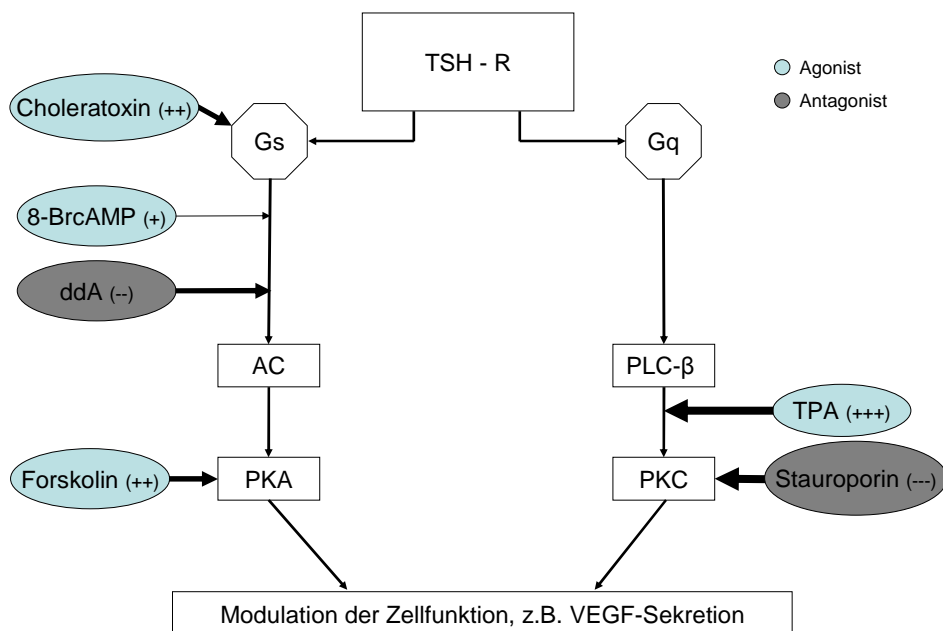 TSH - R
Agonist
Antagonist
Choleratoxin (++)
Gs
Gq
8-BrcAMP (+)
ddA (--)
AC
PLC-β
TPA (+++)
Forskolin (++)
PKA
PKC
Stauroporin (---)
Modulation der Zellfunktion, z.B. VEGF-Sekretion